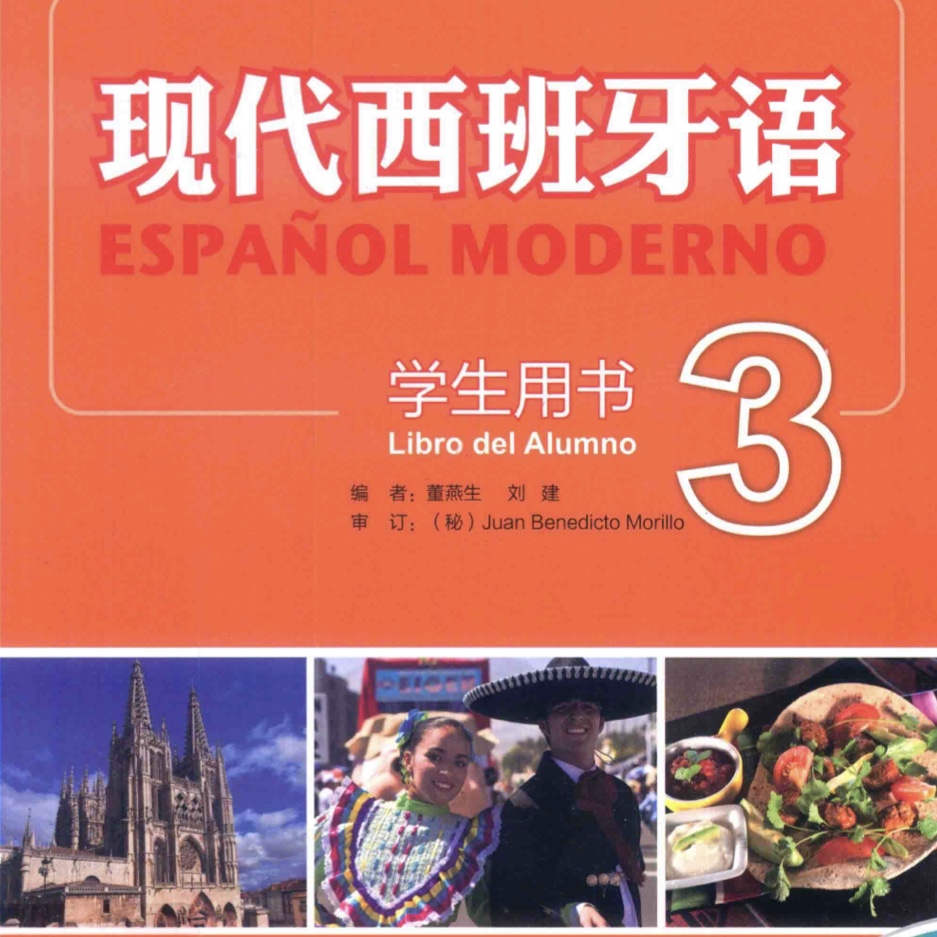 现代西班牙语
ESPAÑOL MODERNO
学生用书
Libro del Alumno
3
编 者：董燕生 刘 建
审 订：（秘）Juan Benedicto Morillo